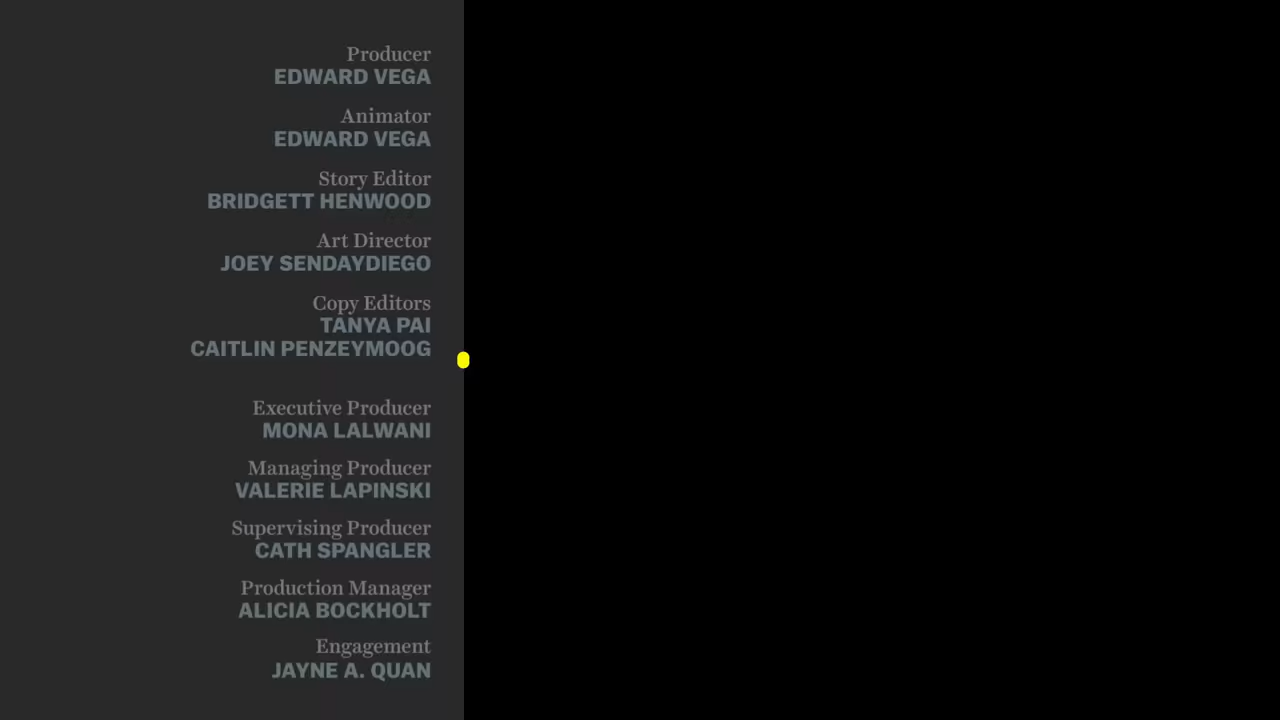 Producer
EDWARD VEGA
Animator
EDWARD VEGA
Story Editor
BRIDGETT HENWOOD
Art Director
JOEY SENDAYDIEGO
Copy Editors
TANYA PAI
CAITLIN PENZEYMOOG
Executive Producer
MONA LALWANI
Managing Producer
VALERIE LAPINSKI
Supervising Producer
CATH SPANGLER
Production Manager
ALICIA BOCKHOLT
Engagement
JAYNE A. QUAN